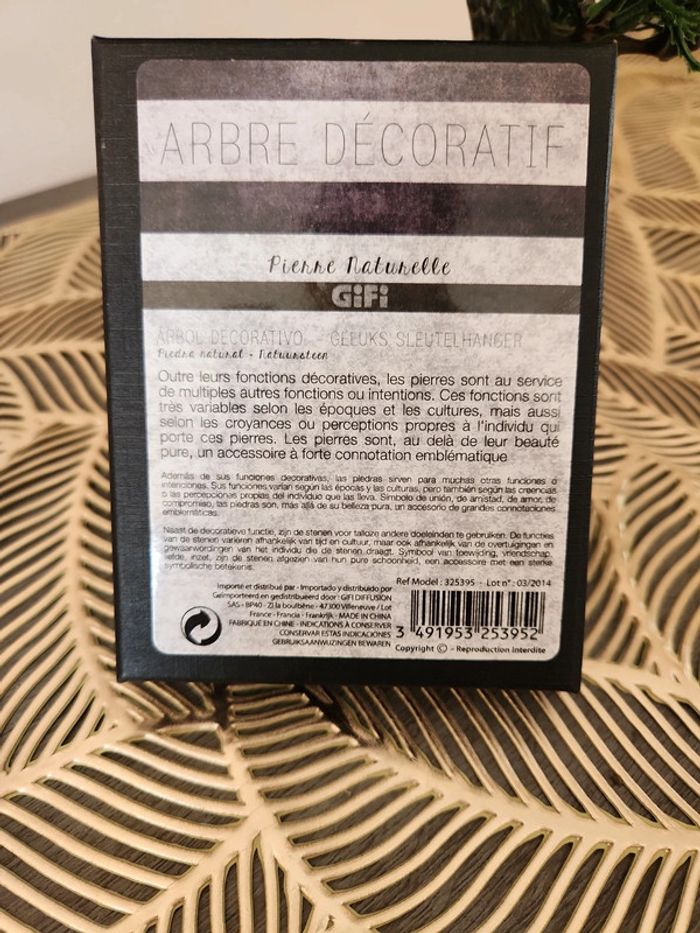 ARBRE DÉCORATIF
Pierre Naturelle
GiFi
ARBOL DECORATIVO - GELUKS SLEUTELHANGER
Piedra natural - Natuursteen
Outre leurs fonctions décoratives, les pierres sont au service
de multiples autres fonctions ou intentions. Ces fonctions sont
très variables selon les époques et les cultures, mais aussi
selon les croyances ou perceptions propres à l'individu qui
porte ces pierres. Les pierres sont, au delà de leur beauté
pure, un accessoire à forte connotation emblématique
Además de sus funciones decorativas, las piedras sirven para muchas otras funciones o
intenciones. Sus funciones varían según las épocas y las culturas, pero también según las creencias
o las percepciones propias del individuo que las lleva. Símbolo de unión, de amistad, de amor, de
compromiso, las piedras son, más allá de su belleza pura, un accesorio de grandes connotaciones
emblemáticas.
Naast de decoratieve functie, zijn de stenen voor talloze andere doeleinden te gebruiken. De functies
van de stenen variëren afhankelijk van tijd en cultuur, maar ook afhankelijk van de overtuigingen en
gewaarwordingen van het individu die de stenen draagt. Symbool van toewijding, vriendschap,
liefde, inzet, zijn de stenen afgezien van hun pure schoonheid, een accessoire met een sterke
symbolische betekenis.
Importé et distribué par - Importado y distribuido por
Geïmporteerd en gedistribueerd door : GIFI DIFFUSION
SAS - BP40 - ZI la boulbène - 47300 Villeneuve / Lot
France - Francia - Frankrijk - MADE IN CHINA
FABRIQUÉ EN CHINE - INDICATIONS À CONSERVER
CONSERVAR ESTAS INDICACIONES
GEBRUIKSAANWIJZINGEN BEWAREN
Ref Model : 325395 - Lot n° : 03/2014
3 491953 253952
Copyright © - Reproduction interdite